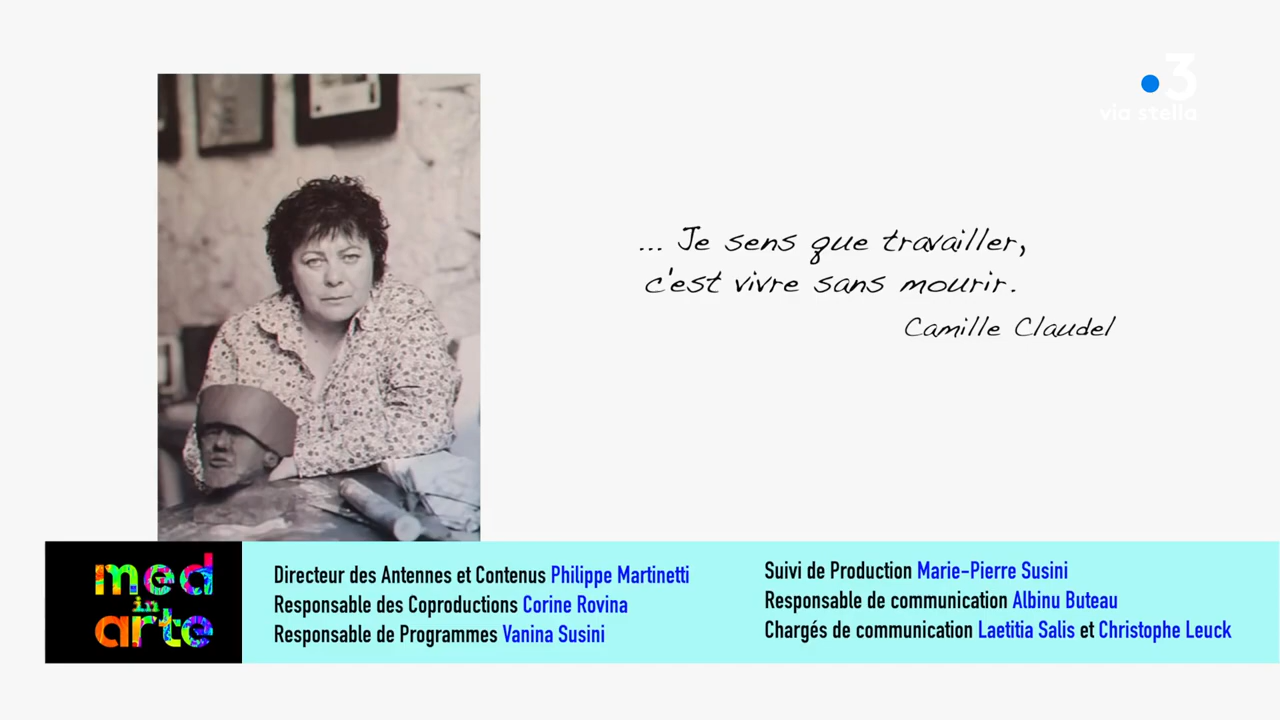 3
via stella
... Je sens que travailler,
c'est vivre sans mourir.
Camille Claudel
med
in
arte
Directeur des Antennes et Contenus Philippe Martinetti
Responsable des Coproductions Corine Rovina
Responsable de Programmes Vanina Susini
Suivi de Production Marie-Pierre Susini
Responsable de communication Albinu Buteau
Chargés de communication Laetitia Salis et Christophe Leuck